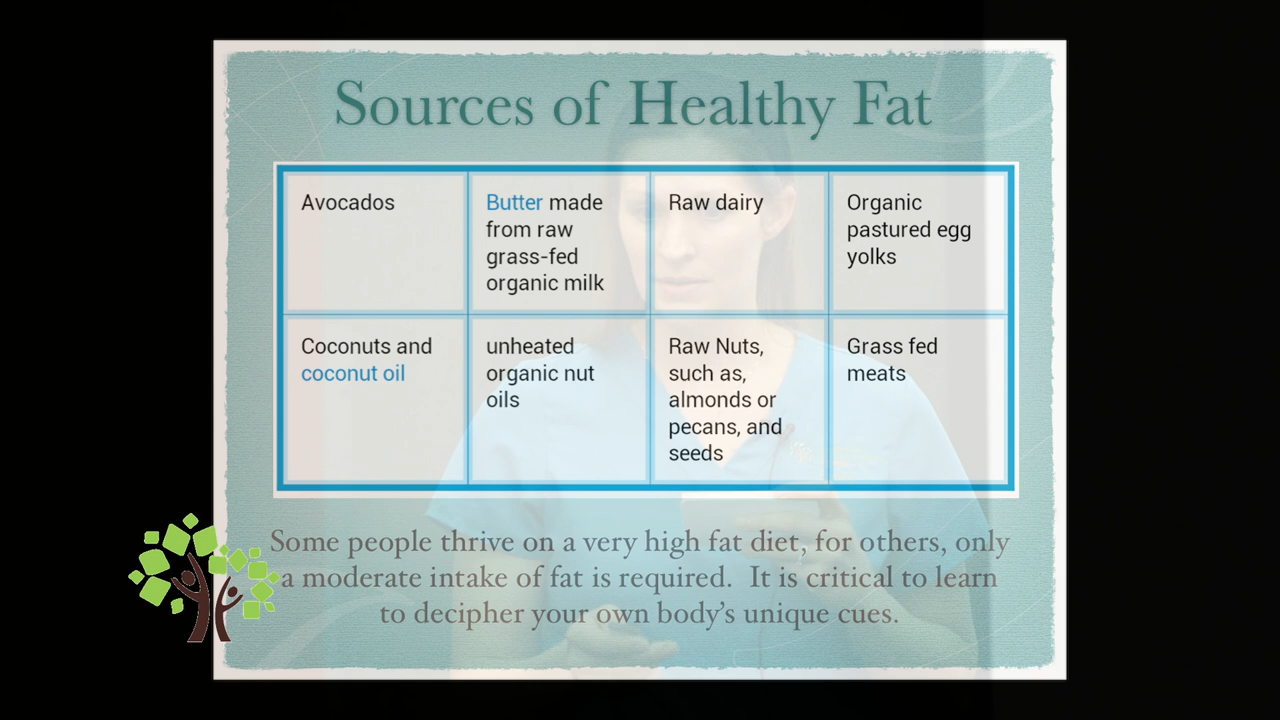 Sources of Healthy Fat
Avocados
Butter made
from raw
grass-fed
organic milk
Raw dairy
Organic
pastured egg
yolks
Coconuts and
coconut oil
unheated
organic nut
oils
Raw Nuts,
such as,
almonds or
pecans, and
seeds
Grass fed
meats
Some people thrive on a very high fat diet, for others, only
a moderate intake of fat is required. It is critical to learn
to decipher your own body’s unique cues.